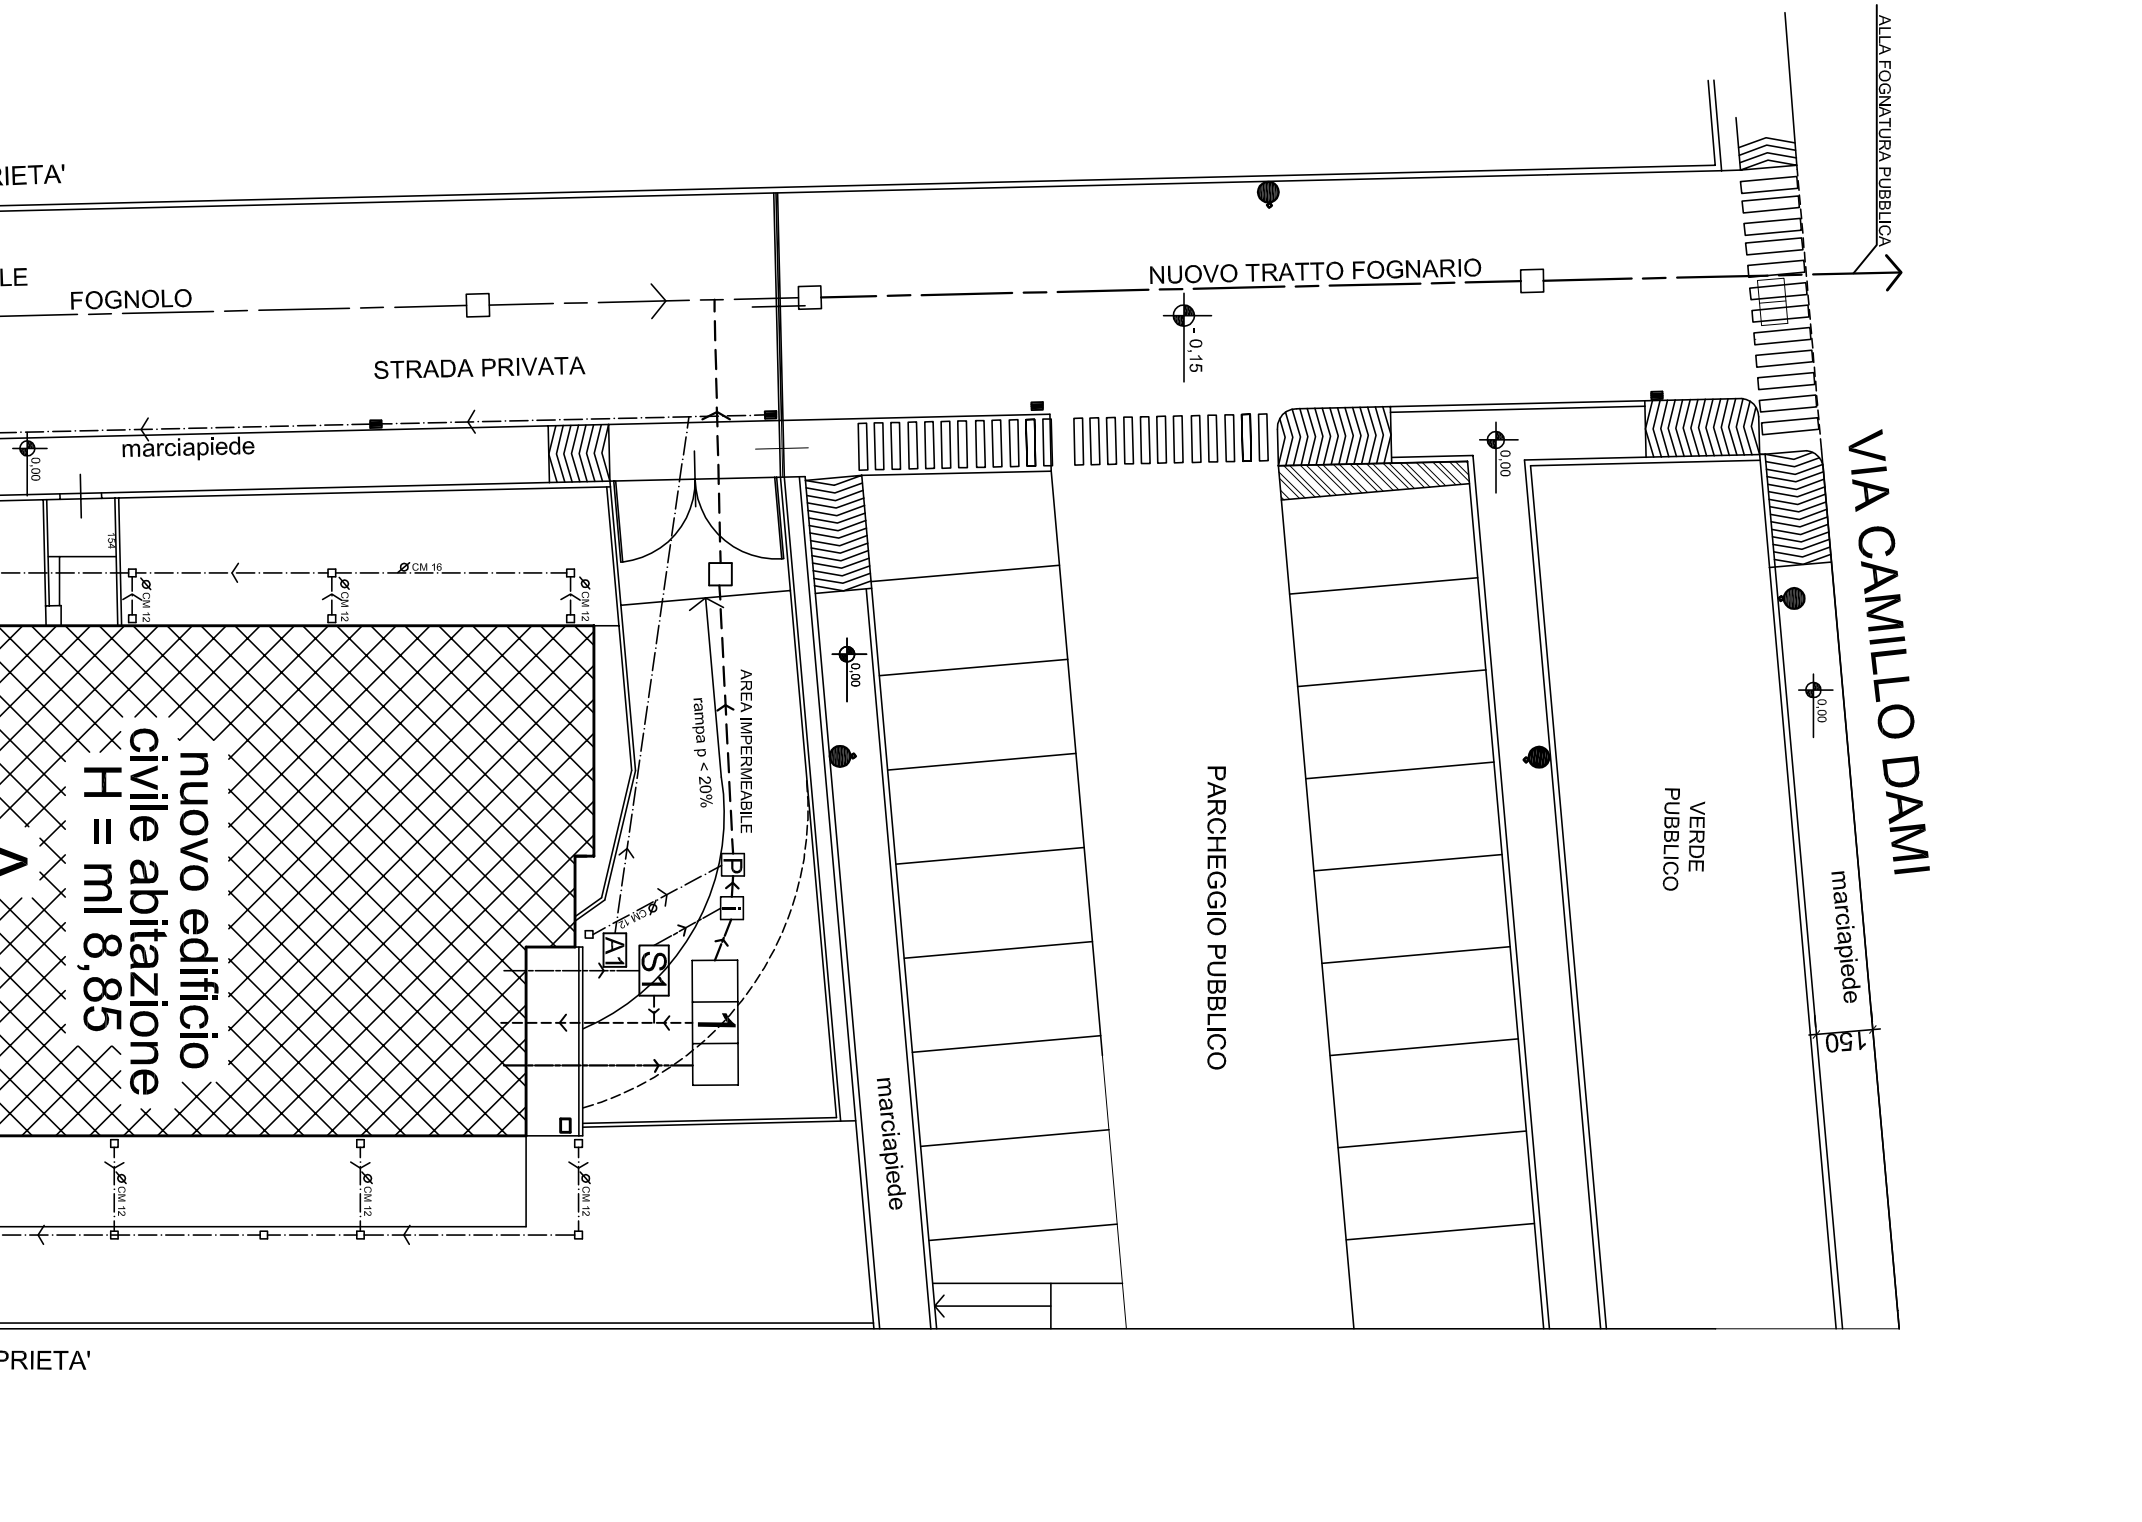 RIETA'
ALLA FOGNATURA PUBBLICA
LE
FOGNOLO
NUOVO TRATTO FOGNARIO
- 0,15
STRADA PRIVATA
marciapiede
0,00
0,00
VIA CAMILLO DAMI
154
Ø CM 16
Ø CM 12
Ø CM 12
Ø CM 12
0,00
0,00
AREA IMPERMEABILE
rampa p < 20%
nuovo edificio
civile abitazione
H = ml 8,85
A
PARCHEGGIO PUBBLICO
VERDE
PUBBLICO
marciapiede
150
P
i
Ø CM 12
A1
S1
1
marciapiede
Ø CM 12
Ø CM 12
Ø CM 12
PRIETA'